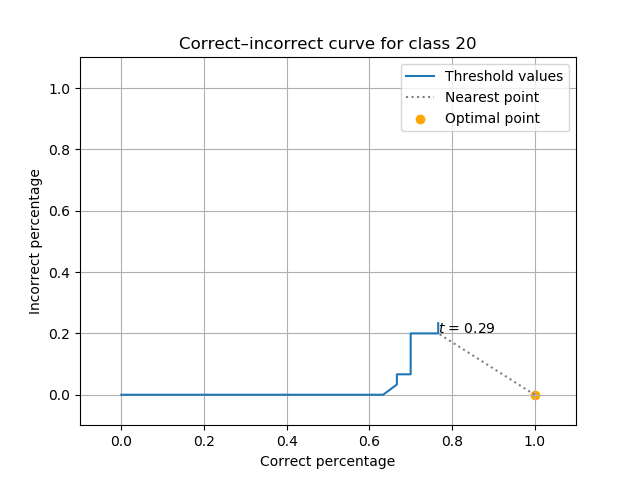 Correct–incorrect curve for class 20
Threshold values
Nearest point
Optimal point
Incorrect percentage
1.0
0.8
0.6
0.4
0.2
0.0
t = 0.29
0.0 0.2 0.4 0.6 0.8 1.0
Correct percentage